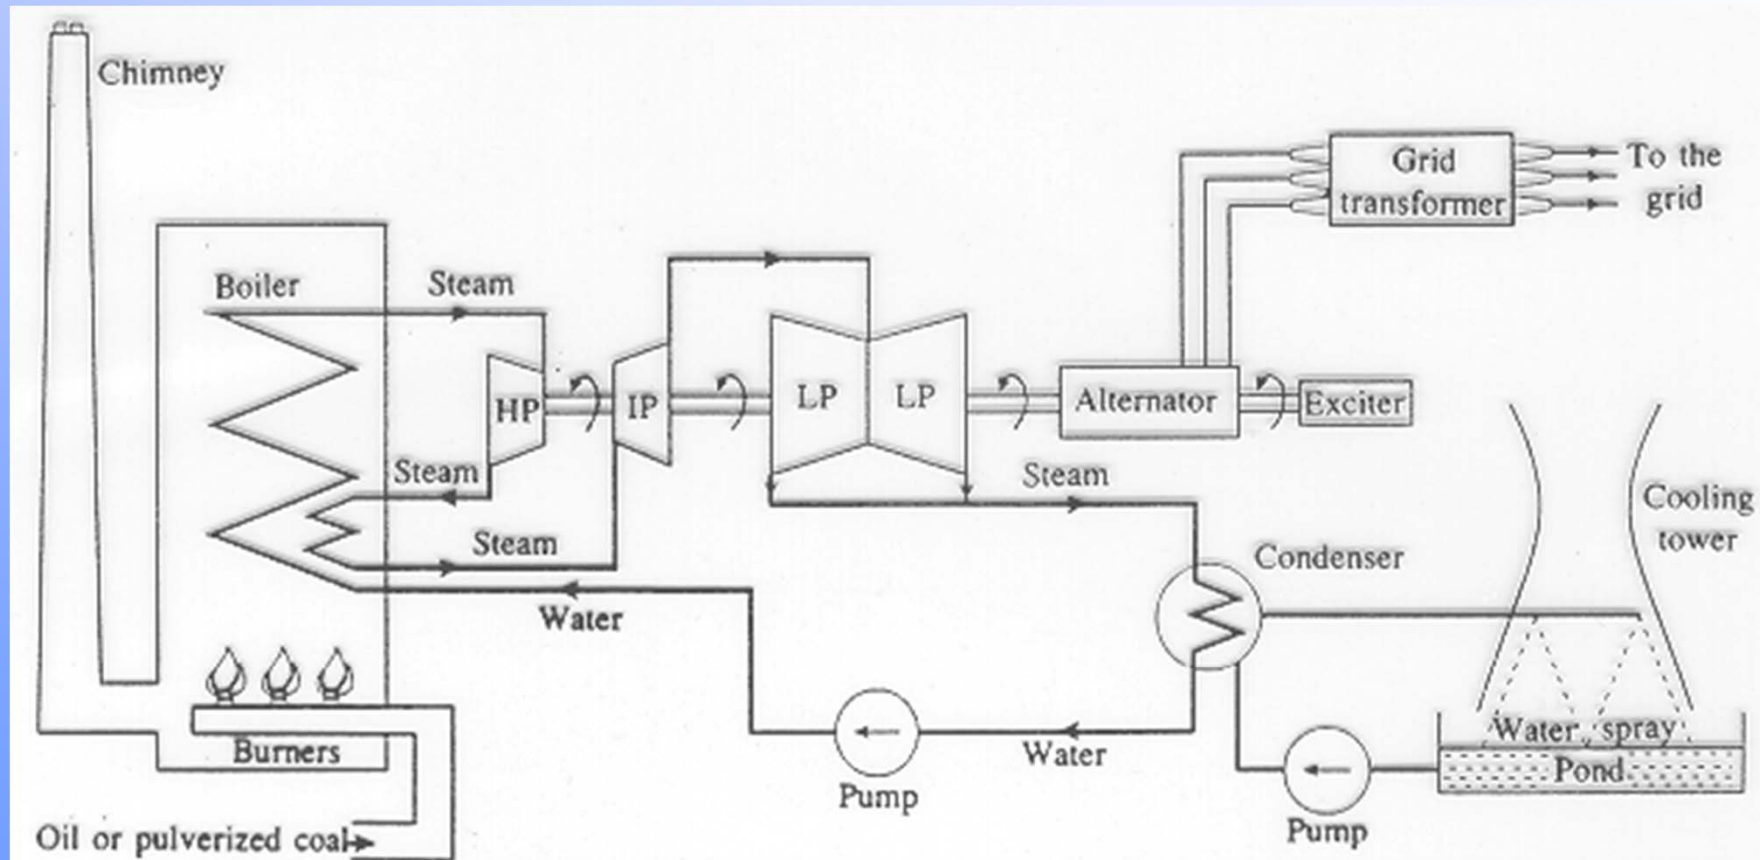 Chimney
Grid
transformer
To the
grid
Boiler
Steam
HP
IP
LP
LP
Alternator
Exciter
Steam
Steam
Steam
Cooling
tower
Condenser
Water
Burners
Water
Pump
Water spray
Pond
Pump
Oil or pulverized coal